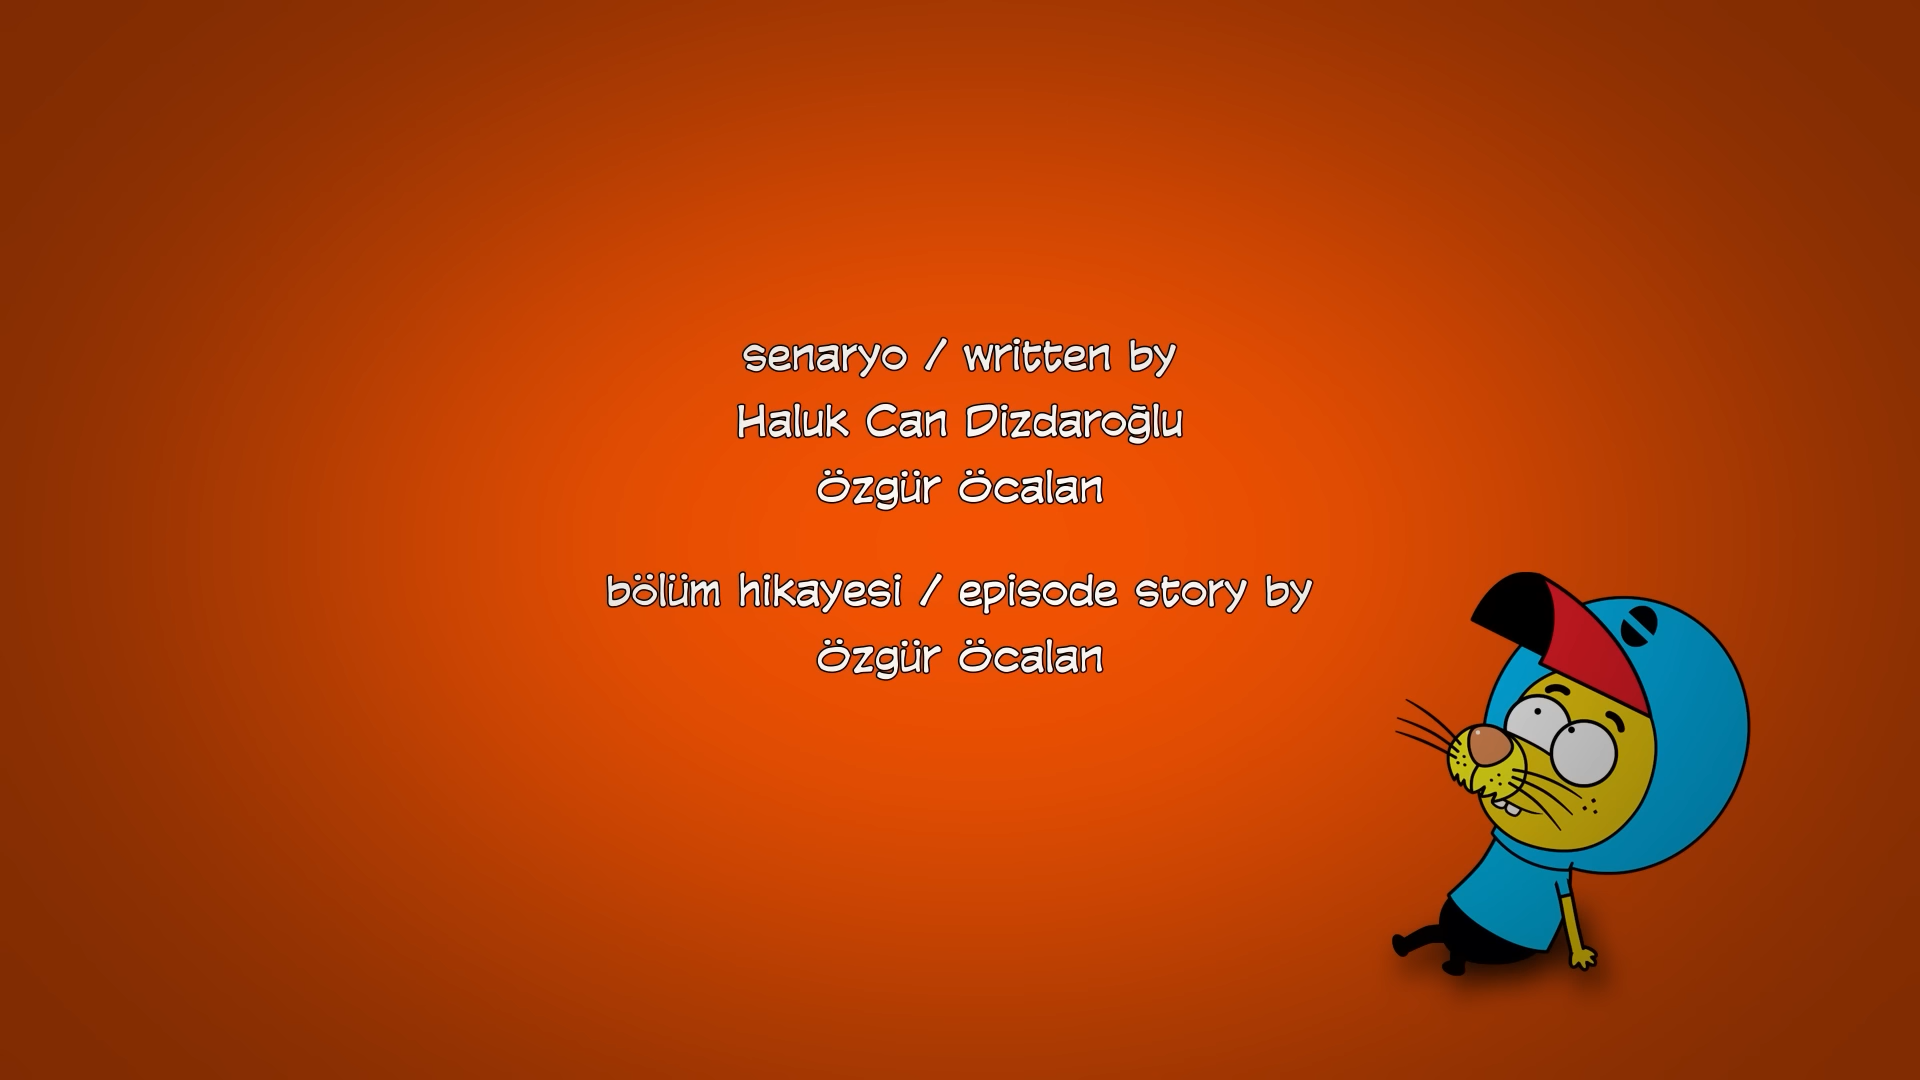 senaryo / written by
Haluk Can Dizdaroğlu
Özgür Öcalan
bölüm hikayesi / episode story by
Özgür Öcalan